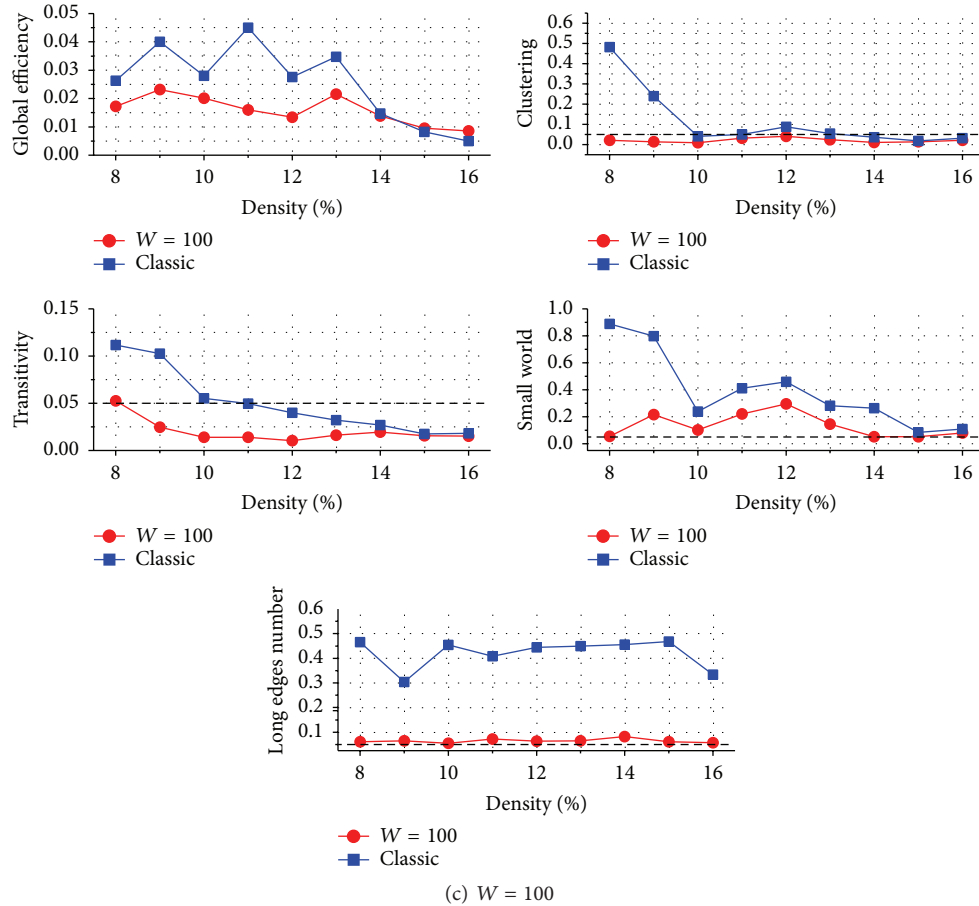 Global efficiency
0.05
0.04
0.03
0.02
0.01
0.00
8 10 12 14 16
Density (%)
W = 100
Classic
Clustering
0.6
0.5
0.4
0.3
0.2
0.1
0.0
8 10 12 14 16
Density (%)
W = 100
Classic
Transitivity
0.15
0.10
0.05
0.00
8 10 12 14 16
Density (%)
W = 100
Classic
Small world
1.0
0.8
0.6
0.4
0.2
0.0
8 10 12 14 16
Density (%)
W = 100
Classic
Long edges number
0.6
0.5
0.4
0.3
0.2
0.1
8 10 12 14 16
Density (%)
W = 100
Classic
(c) W = 100